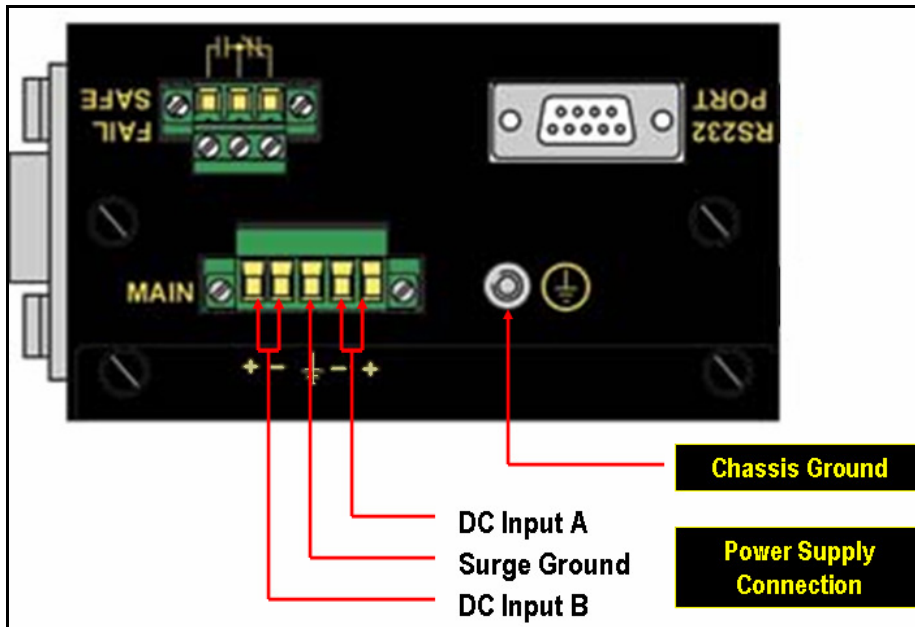 FAIL
SAFE
RS232
PORT
MAIN
+ - ⏚ - +
Chassis Ground
DC Input A
Surge Ground
DC Input B
Power Supply
Connection